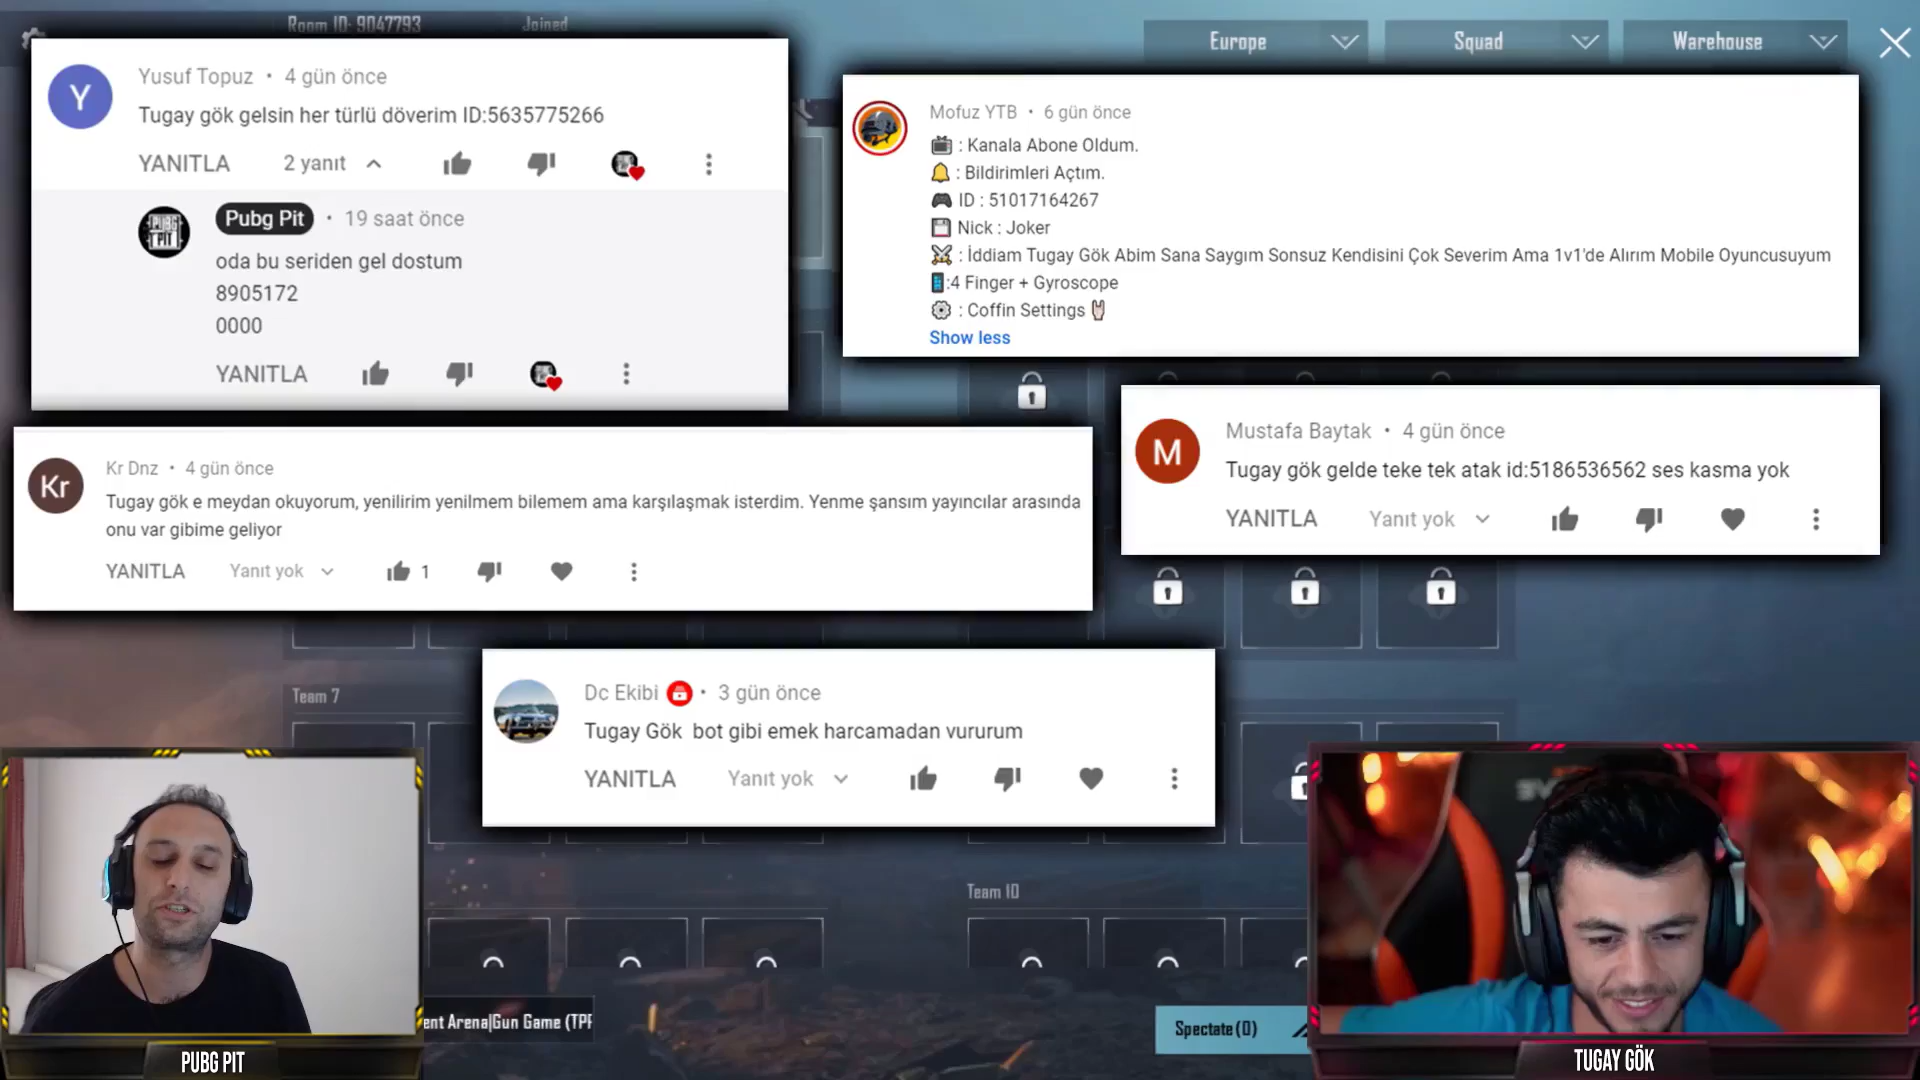 Room ID: 9047793
Joined
Europe
Squad
Warehouse
Y
Yusuf Topuz • 4 gün önce
Tugay gök gelsin her türlü döverim ID:5635775266
YANITLA 2 yanıt
PUBG
PIT
Pubg Pit • 19 saat önce
oda bu seriden gel dostum
8905172
0000
YANITLA
Mofuz YTB • 6 gün önce
: Kanala Abone Oldum.
: Bildirimleri Açtım.
ID : 51017164267
Nick : Joker
: İddiam Tugay Gök Abim Sana Saygım Sonsuz Kendisini Çok Severim Ama 1v1'de Alırım Mobile Oyuncusuyum
:4 Finger + Gyroscope
: Coffin Settings
Show less
Kr
Kr Dnz • 4 gün önce
Tugay gök e meydan okuyorum, yenilirim yenilmem bilemem ama karşılaşmak isterdim. Yenme şansım yayıncılar arasında
onu var gibime geliyor
YANITLA Yanıt yok 1
M
Mustafa Baytak • 4 gün önce
Tugay gök gelde teke tek atak id:5186536562 ses kasma yok
YANITLA Yanıt yok
Team 7
Dc Ekibi • 3 gün önce
Tugay Gök bot gibi emek harcamadan vururum
YANITLA Yanıt yok
Team 10
ent Arena|Gun Game (TPP
Spectate (0)
PUBG PIT
TUGAY GÖK